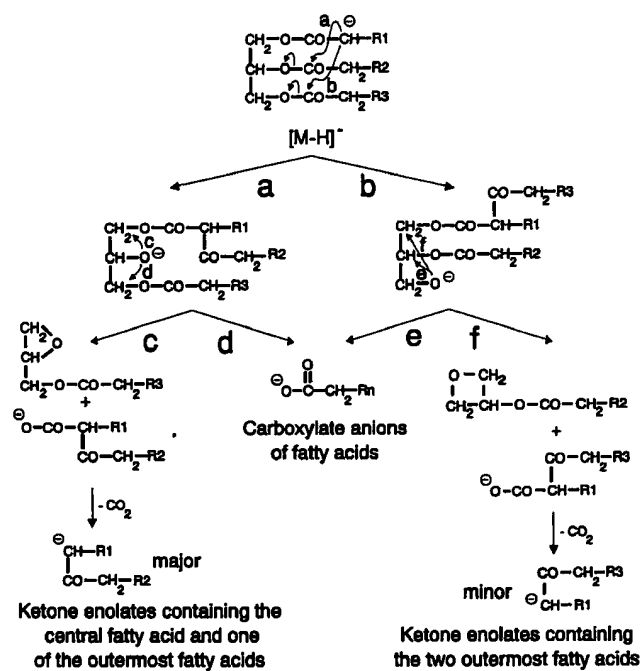 a ⊖
CH₂—O—CO—CH—R1
CH—O—CO—CH₂—R2
b
CH₂—O—CO—CH₂—R3
[M-H]⁻
a b
CO—CH₂—R3
CH₂—O—CO—CH—R1
c
CH—O⊖ CO—CH₂—R2
d
CH₂—O—CO—CH₂—R3
CH₂—O—CO—CH—R1
f
CH—O—CO—CH₂—R2
e
CH₂—O ⊖
c d e f
CH₂
O
CH
CH₂—O—CO—CH₂—R3
+
⊖
O—CO—CH—R1
CO—CH₂—R2
.
O
⊖O—C—CH₂—Rn
Carboxylate anions
of fatty acids
O—CH₂
CH₂—CH—O—CO—CH₂—R2
+
CO—CH₂—R3
⊖O—CO—CH—R1
-CO₂
-CO₂
⊖
CH—R1
major
CO—CH₂—R2
CO—CH₂—R3
minor
⊖CH—R1
Ketone enolates containing the
central fatty acid and one
of the outermost fatty acids
Ketone enolates containing
the two outermost fatty acids